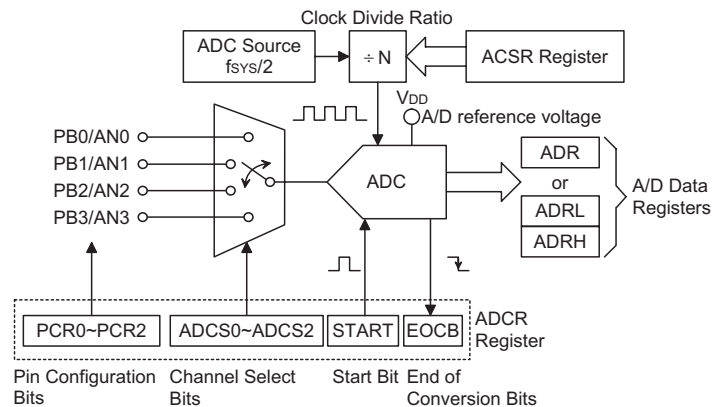 Clock Divide Ratio
ADC Source
fSYS/2
÷ N
ACSR Register
VDD
A/D reference voltage
PB0/AN0
PB1/AN1
PB2/AN2
PB3/AN3
ADC
ADR
or
ADRL
ADRH
A/D Data
Registers
PCR0~PCR2
ADCS0~ADCS2
START
EOCB
ADCR
Register
Pin Configuration
Bits
Channel Select
Bits
Start Bit
End of
Conversion Bits